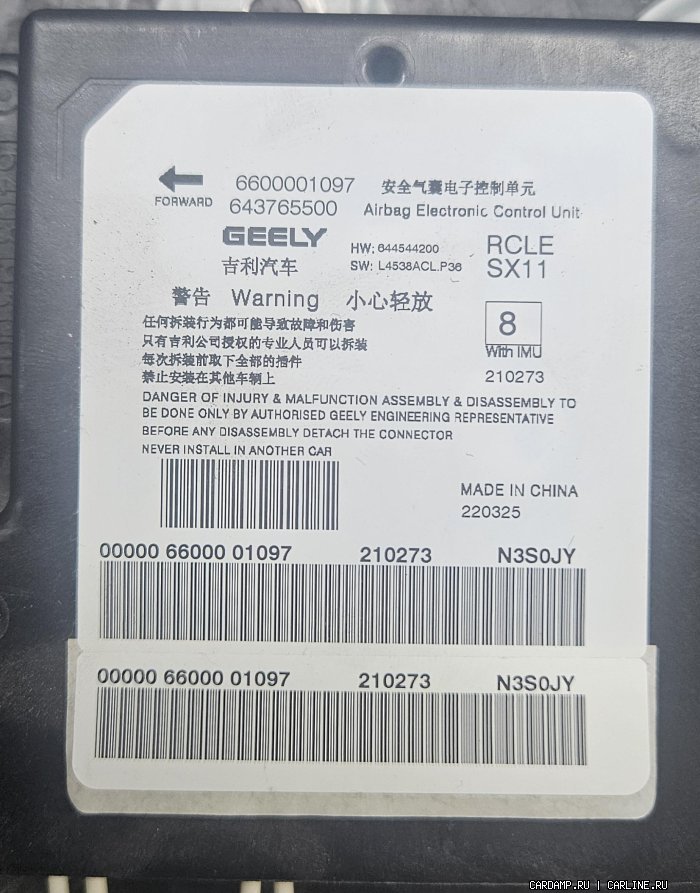 6600001097 安全气囊电子控制单元
FORWARD 643765500 Airbag Electronic Control Unit
GEELY HW: 644544200 RCLE
吉利汽车 SW: L4538ACL.P36 SX11
警告 Warning 小心轻放
任何拆装行为都可能导致故障和伤害
只有吉利公司授权的专业人员可以拆装
每次拆装前取下全部的插件
禁止安装在其他车辆上
8
With IMU
210273
DANGER OF INJURY & MALFUNCTION ASSEMBLY & DISASSEMBLY TO
BE DONE ONLY BY AUTHORISED GEELY ENGINEERING REPRESENTATIVE
BEFORE ANY DISASSEMBLY DETACH THE CONNECTOR
NEVER INSTALL IN ANOTHER CAR
MADE IN CHINA
220325
00000 66000 01097 210273 N3S0JY
00000 66000 01097 210273 N3S0JY
CARDAMP.RU | CARLINE.RU